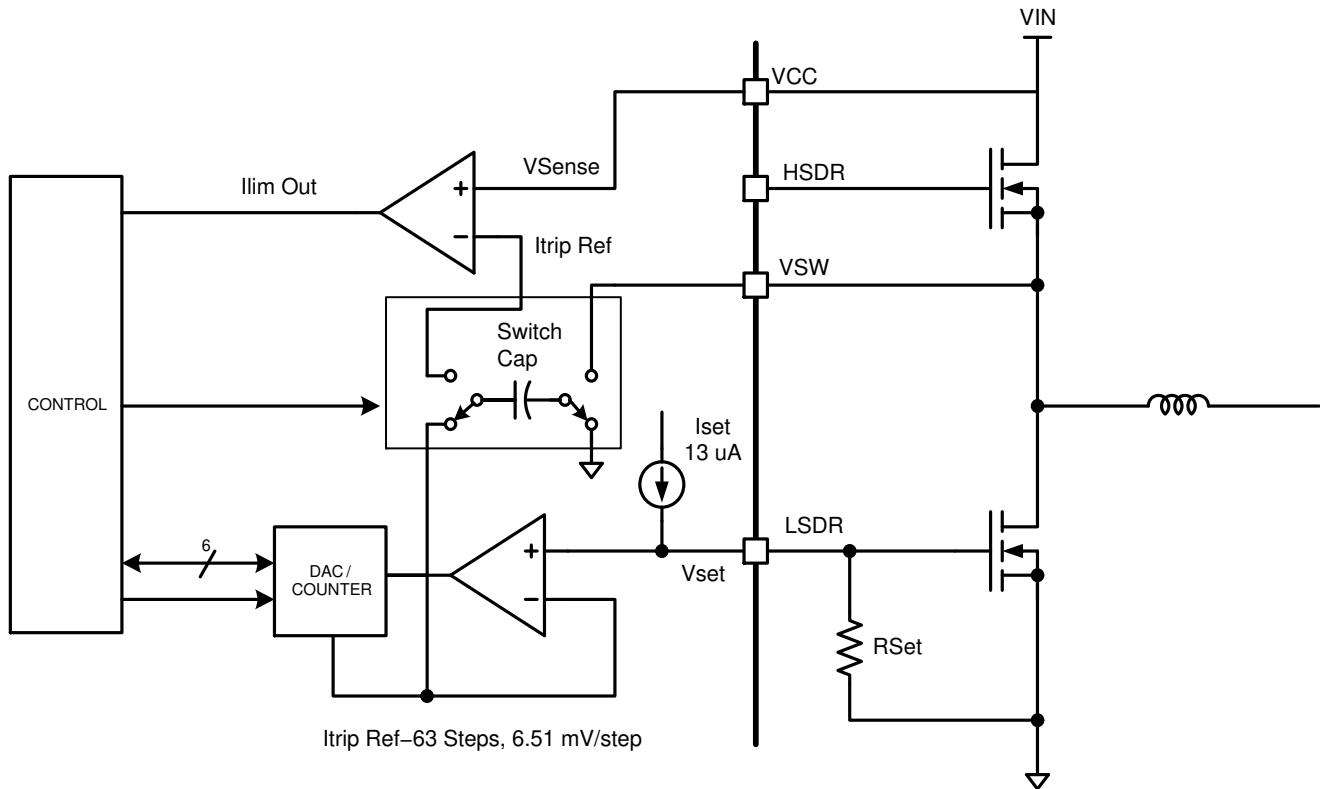 VIN
VCC
VSense
HSDR
Ilim Out
+
−
Itrip Ref
VSW
Switch
Cap
CONTROL
Iset
13 uA
LSDR
6
+
−
Vset
DAC /
COUNTER
RSet
Itrip Ref−63 Steps, 6.51 mV/step